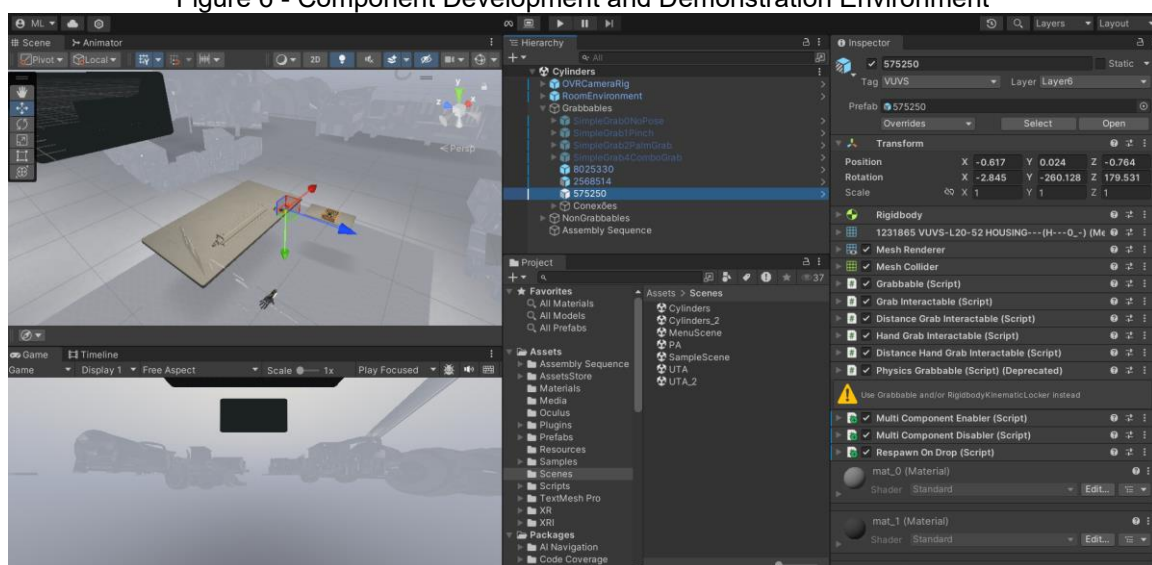 Figure 6 - Component Development and Demonstration Environment
ML
Layers
Layout
Scene
Animator
Pivot
Local
2D
y
x
z
Persp
Game
Timeline
Game
Display 1
Free Aspect
Scale
1x
Play Focused
Hierarchy
All
Cylinders
OVRCameraRig
RoomEnvironment
Grabbables
SimpleGrab0NoPose
SimpleGrab1Pinch
SimpleGrab2PalmGrab
SimpleGrab4ComboGrab
8025330
2568514
575250
Conexões
NonGrabbables
Assembly Sequence
Project
37
Favorites
All Materials
All Models
All Prefabs
Assets
Assembly Sequence
AssetsStore
Materials
Media
Oculus
Plugins
Prefabs
Resources
Samples
Scenes
Scripts
TextMesh Pro
XR
XRI
Packages
AI Navigation
Code Coverage
Assets > Scenes
Cylinders
Cylinders_2
MenuScene
PA
SampleScene
UTA
UTA_2
Inspector
575250
Static
Tag VUVS
Layer Layer6
Prefab 575250
Overrides
Select
Open
Transform
Position X -0.617 Y 0.024 Z -0.764
Rotation X -2.845 Y -260.128 Z 179.531
Scale X 1 Y 1 Z 1
Rigidbody
1231865 VUVS-L20-52 HOUSING---(H---0_-) (Me
Mesh Renderer
Mesh Collider
Grabbable (Script)
Grab Interactable (Script)
Distance Grab Interactable (Script)
Hand Grab Interactable (Script)
Distance Hand Grab Interactable (Script)
Physics Grabbable (Script) (Deprecated)
Use Grabbable and/or RigidbodyKinematicLocker instead
Multi Component Enabler (Script)
Multi Component Disabler (Script)
Respawn On Drop (Script)
mat_0 (Material)
Shader Standard
Edit...
mat_1 (Material)
Shader Standard
Edit...